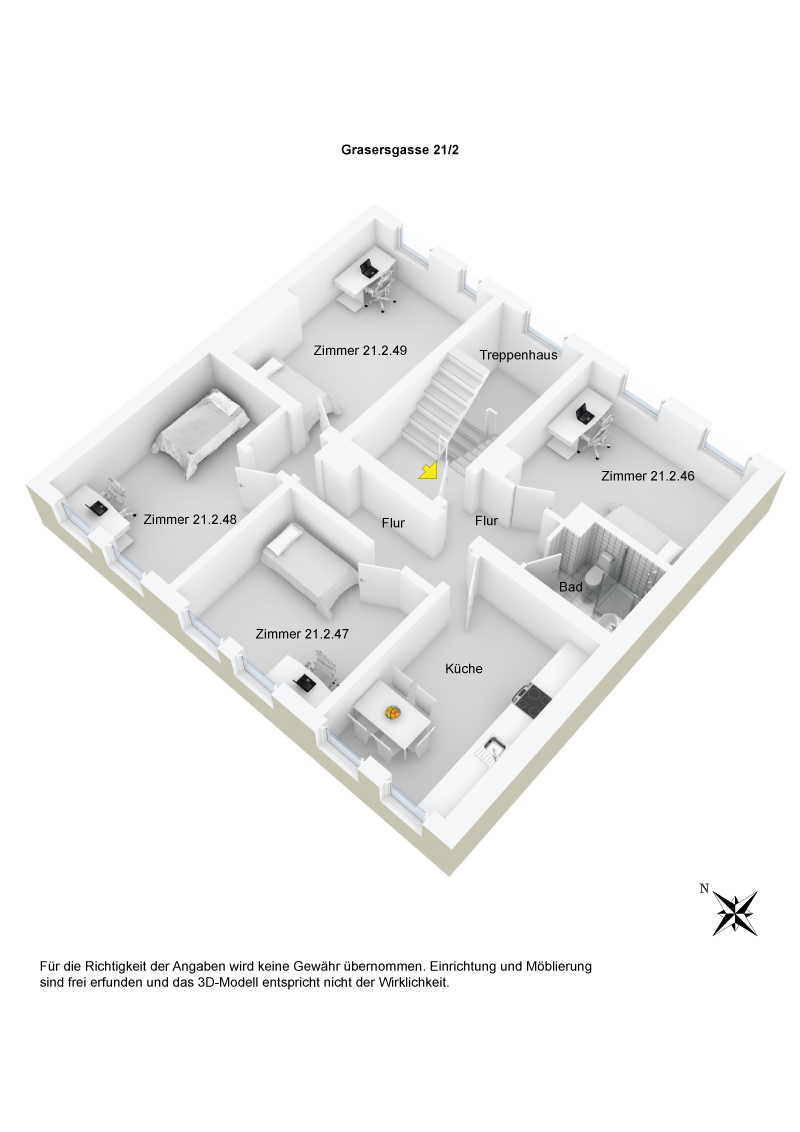 Grasersgasse 21/2
Zimmer 21.2.49
Treppenhaus
Zimmer 21.2.46
Zimmer 21.2.48
Flur
Flur
Bad
Zimmer 21.2.47
Küche
N
Für die Richtigkeit der Angaben wird keine Gewähr übernommen. Einrichtung und Möblierung
sind frei erfunden und das 3D-Modell entspricht nicht der Wirklichkeit.